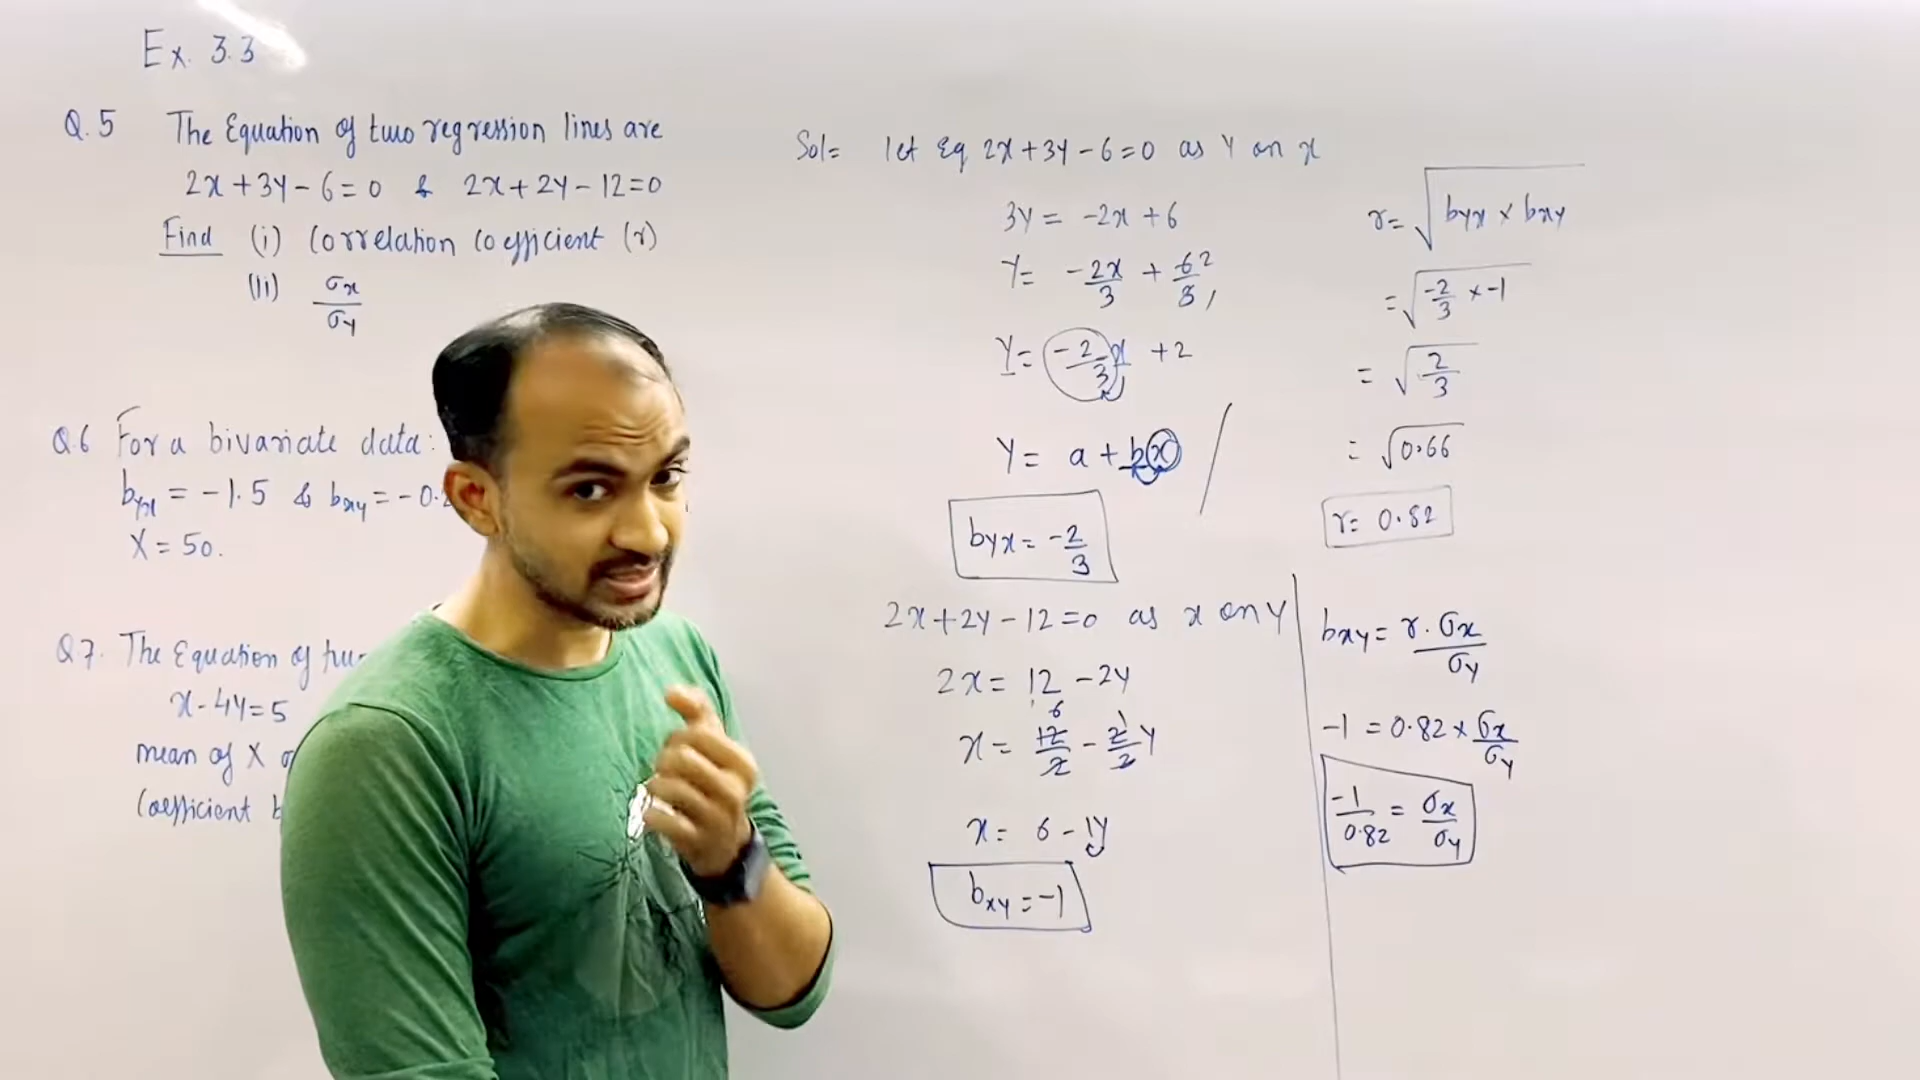 Ex. 3.3
Q.5 The Equation of two regression lines are
2x + 3y - 6 = 0 & 2x + 2y - 12 = 0
Find (i) Correlation Coefficient (r)
(ii) σx/σy
Q.6 For a bivariate data:
byx = -1.5 & bxy = -0.
X = 50.
Q7. The Equation of
x - 4y = 5
mean of X
Coefficient
Sol= let Eq 2x + 3y - 6 = 0 as Y on x
3y = -2x + 6
Y = -2x/3 + 6/3 2 1
Y = -2/3 x + 2
Y = a + bx
byx = -2/3
2x + 2y - 12 = 0 as x on Y
2x = 12 - 2y
x = 12/2 6 - 2/2 1 y
x = 6 - 1y
bxy = -1
r = √byx × bxy
= √-2/3 × -1
= √2/3
= √0.66
r = 0.82
bxy = r. σx/σy
-1 = 0.82 × σx/σy
-1/0.82 = σx/σy